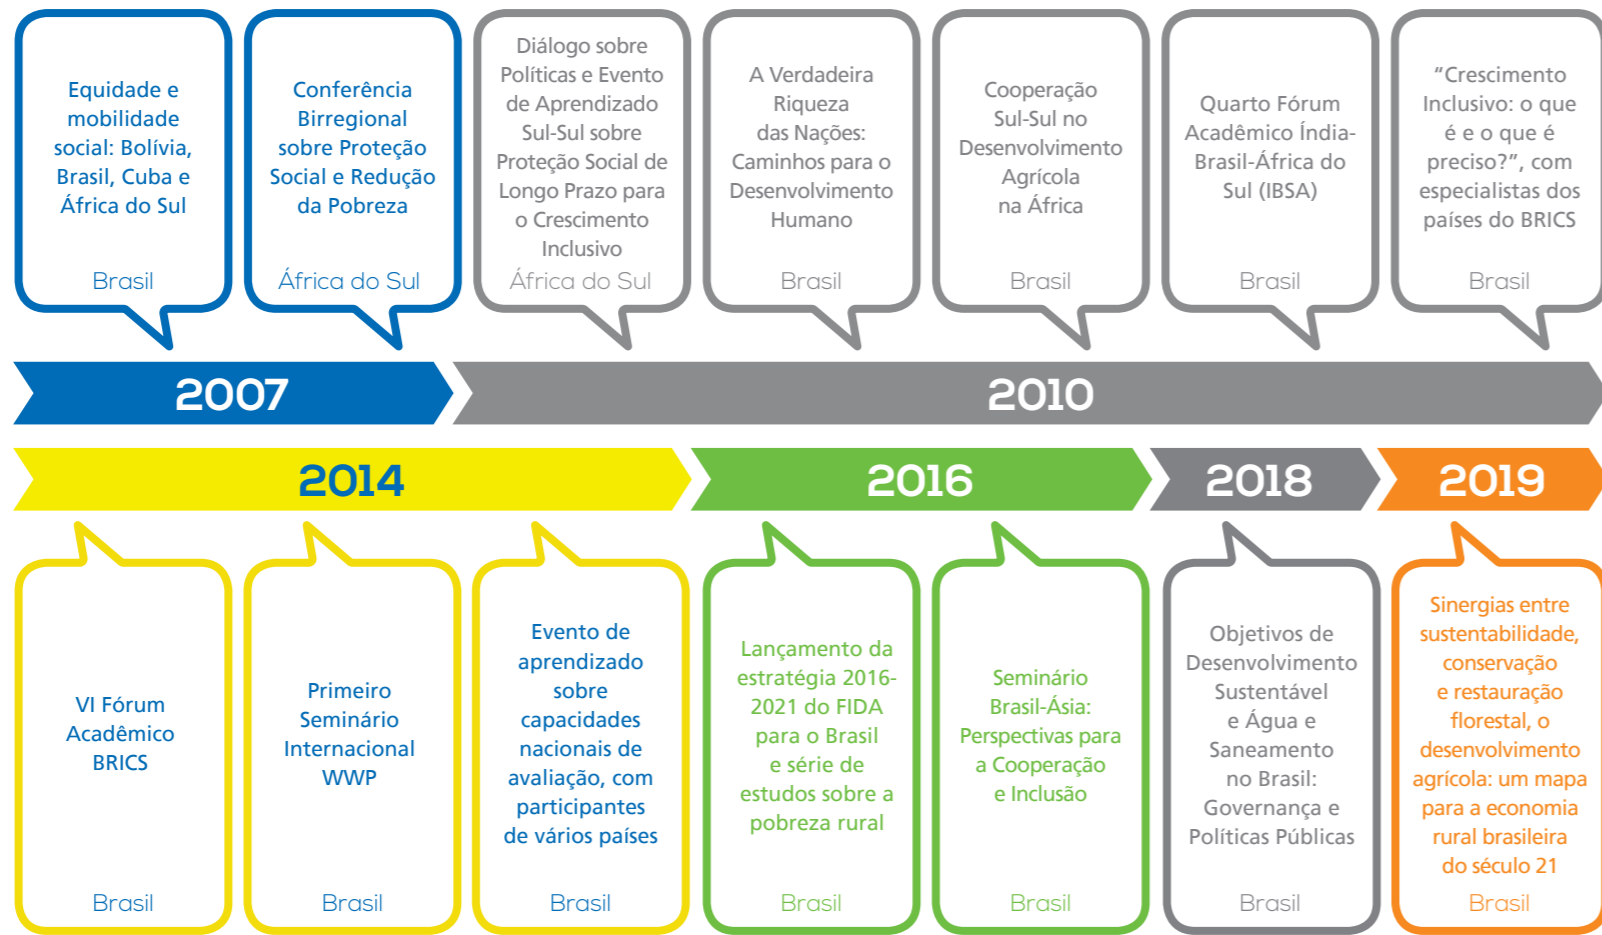 Equidade e
mobilidade
social: Bolívia,
Brasil, Cuba e
África do Sul
Brasil
Conferência
Birregional
sobre Proteção
Social e Redução
da Pobreza
África do Sul
Diálogo sobre
Políticas e Evento
de Aprendizado
Sul-Sul sobre
Proteção Social de
Longo Prazo para
o Crescimento
Inclusivo
África do Sul
A Verdadeira
Riqueza
das Nações:
Caminhos para o
Desenvolvimento
Humano
Brasil
Cooperação
Sul-Sul no
Desenvolvimento
Agrícola
na África
Brasil
Quarto Fórum
Acadêmico Índia-
Brasil-África do
Sul (IBSA)
Brasil
“Crescimento
Inclusivo: o que
é e o que é
preciso?”, com
especialistas dos
países do BRICS
Brasil
2007
2010
2014
2016
2018
2019
VI Fórum
Acadêmico
BRICS
Brasil
Primeiro
Seminário
Internacional
WWP
Brasil
Evento de
aprendizado
sobre
capacidades
nacionais de
avaliação, com
participantes
de vários países
Brasil
Lançamento da
estratégia 2016-
2021 do FIDA
para o Brasil
e série de
estudos sobre a
pobreza rural
Brasil
Seminário
Brasil-Ásia:
Perspectivas para
a Cooperação
e Inclusão
Brasil
Objetivos de
Desenvolvimento
Sustentável
e Água e
Saneamento
no Brasil:
Governança e
Políticas Públicas
Brasil
Sinergias entre
sustentabilidade,
conservação
e restauração
florestal, o
desenvolvimento
agrícola: um mapa
para a economia
rural brasileira
do século 21
Brasil